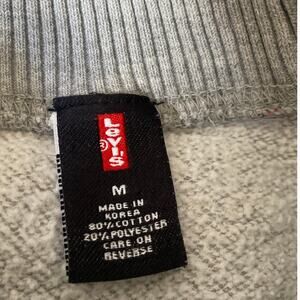 Levi's
®
M
MADE IN
KOREA
80% COTTON
20% POLYESTER
CARE ON
REVERSE